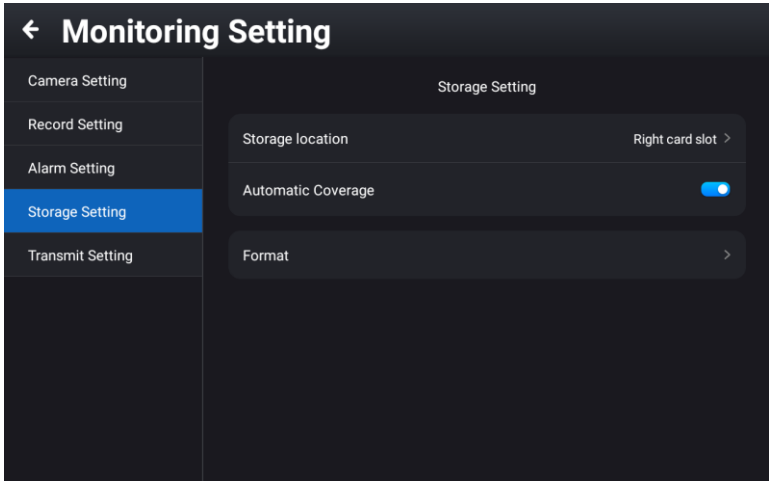 Monitoring Setting
Camera Setting
Record Setting
Alarm Setting
Storage Setting
Transmit Setting
Storage Setting
Storage location
Right card slot
Automatic Coverage
Format